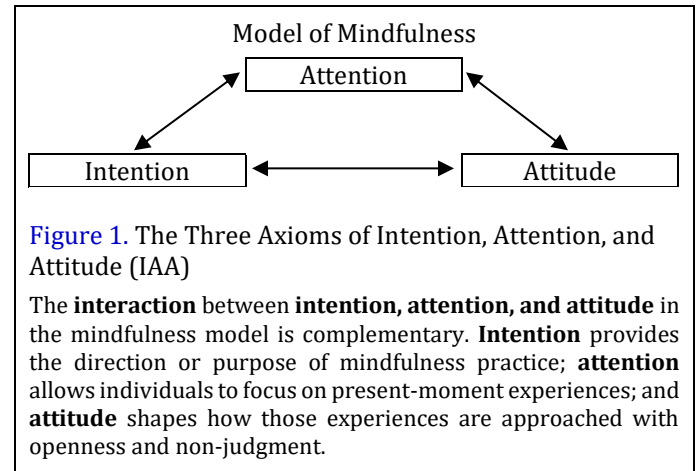 Model of Mindfulness
Attention
Intention
Attitude
Figure 1. The Three Axioms of Intention, Attention, and
Attitude (IAA)
The interaction between intention, attention, and attitude in
the mindfulness model is complementary. Intention provides
the direction or purpose of mindfulness practice; attention
allows individuals to focus on present-moment experiences; and
attitude shapes how those experiences are approached with
openness and non-judgment.